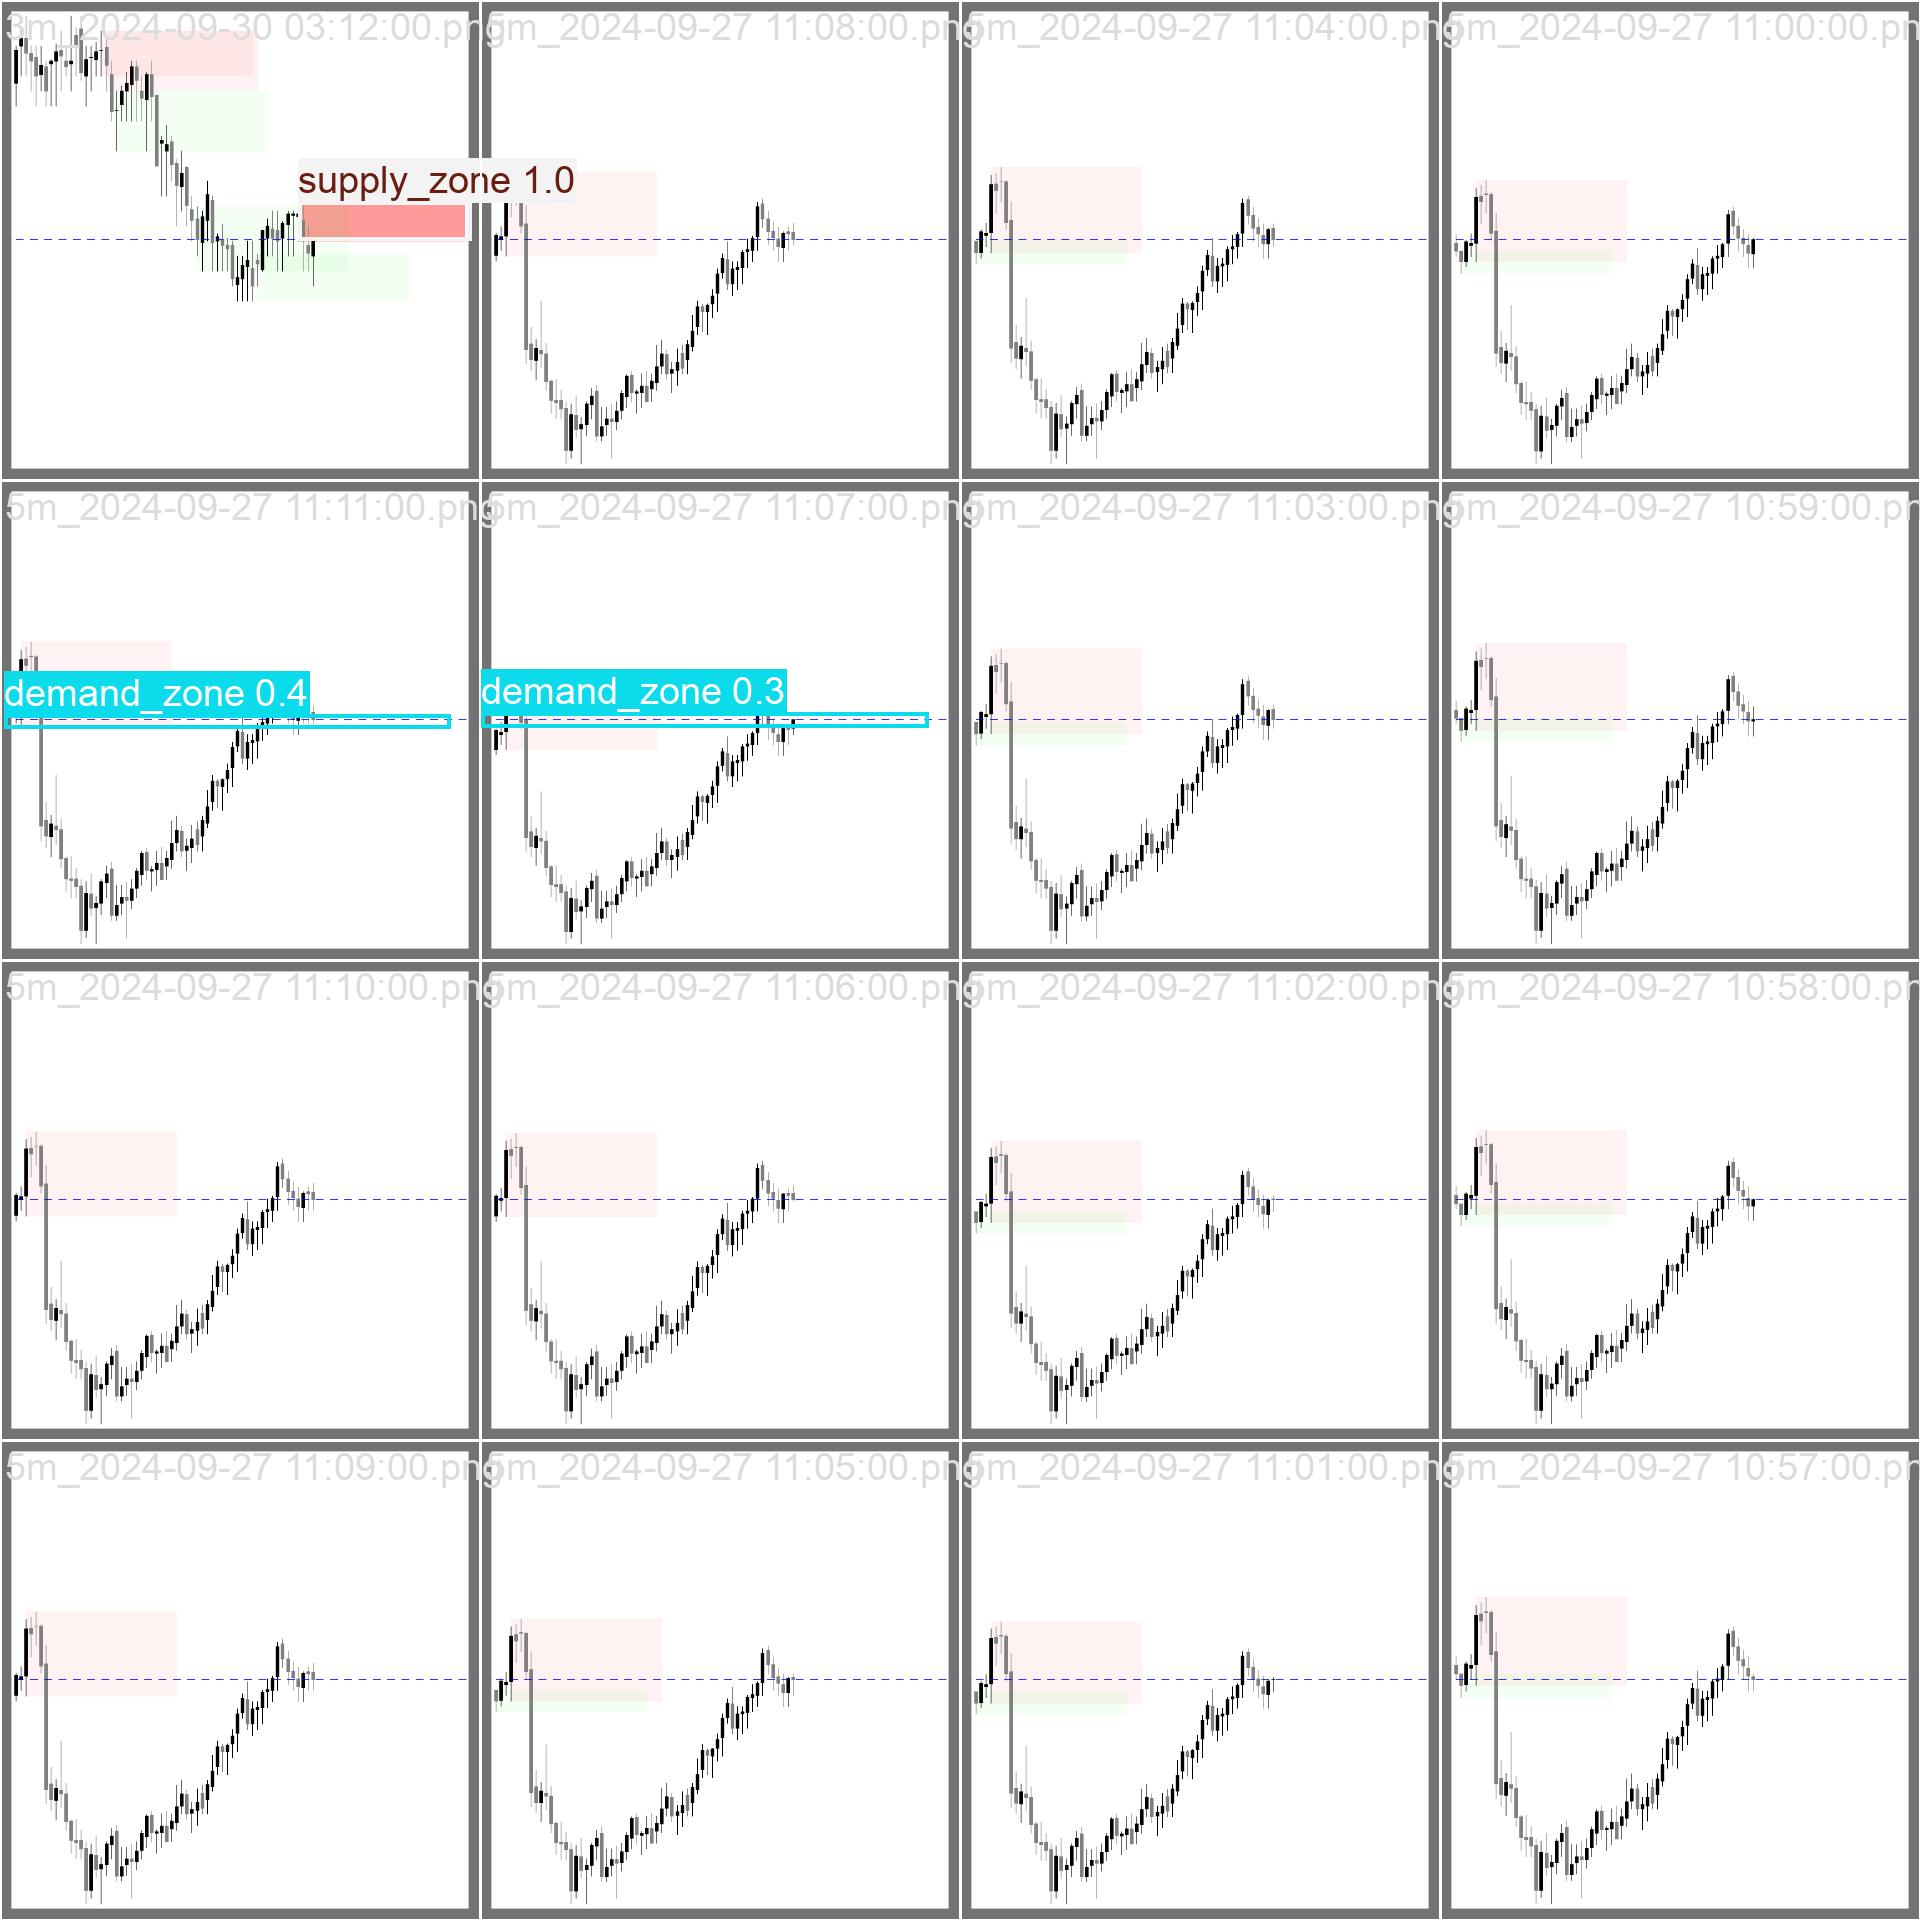 3m_2024-09-30 03:12:00.png
5m_2024-09-27 11:08:00.png
5m_2024-09-27 11:04:00.png
5m_2024-09-27 11:00:00.pn
supply_zone 1.0
5m_2024-09-27 11:11:00.png
5m_2024-09-27 11:07:00.png
5m_2024-09-27 11:03:00.png
5m_2024-09-27 10:59:00.pn
demand_zone 0.4
demand_zone 0.3
5m_2024-09-27 11:10:00.png
5m_2024-09-27 11:06:00.png
5m_2024-09-27 11:02:00.png
5m_2024-09-27 10:58:00.pn
5m_2024-09-27 11:09:00.png
5m_2024-09-27 11:05:00.png
5m_2024-09-27 11:01:00.png
5m_2024-09-27 10:57:00.pn